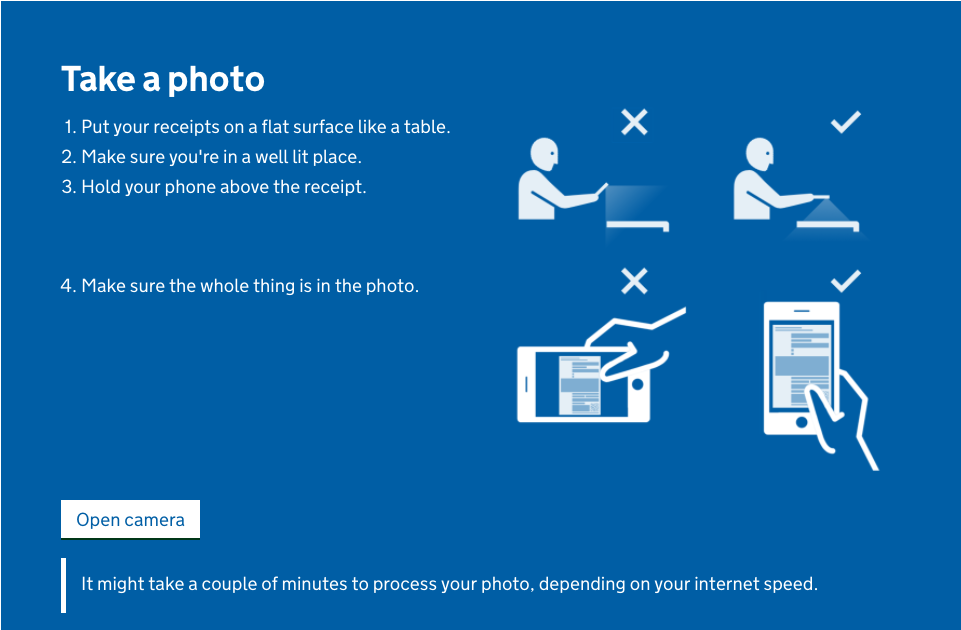 Take a photo
1. Put your receipts on a flat surface like a table.
2. Make sure you're in a well lit place.
3. Hold your phone above the receipt.
4. Make sure the whole thing is in the photo.
Open camera
It might take a couple of minutes to process your photo, depending on your internet speed.